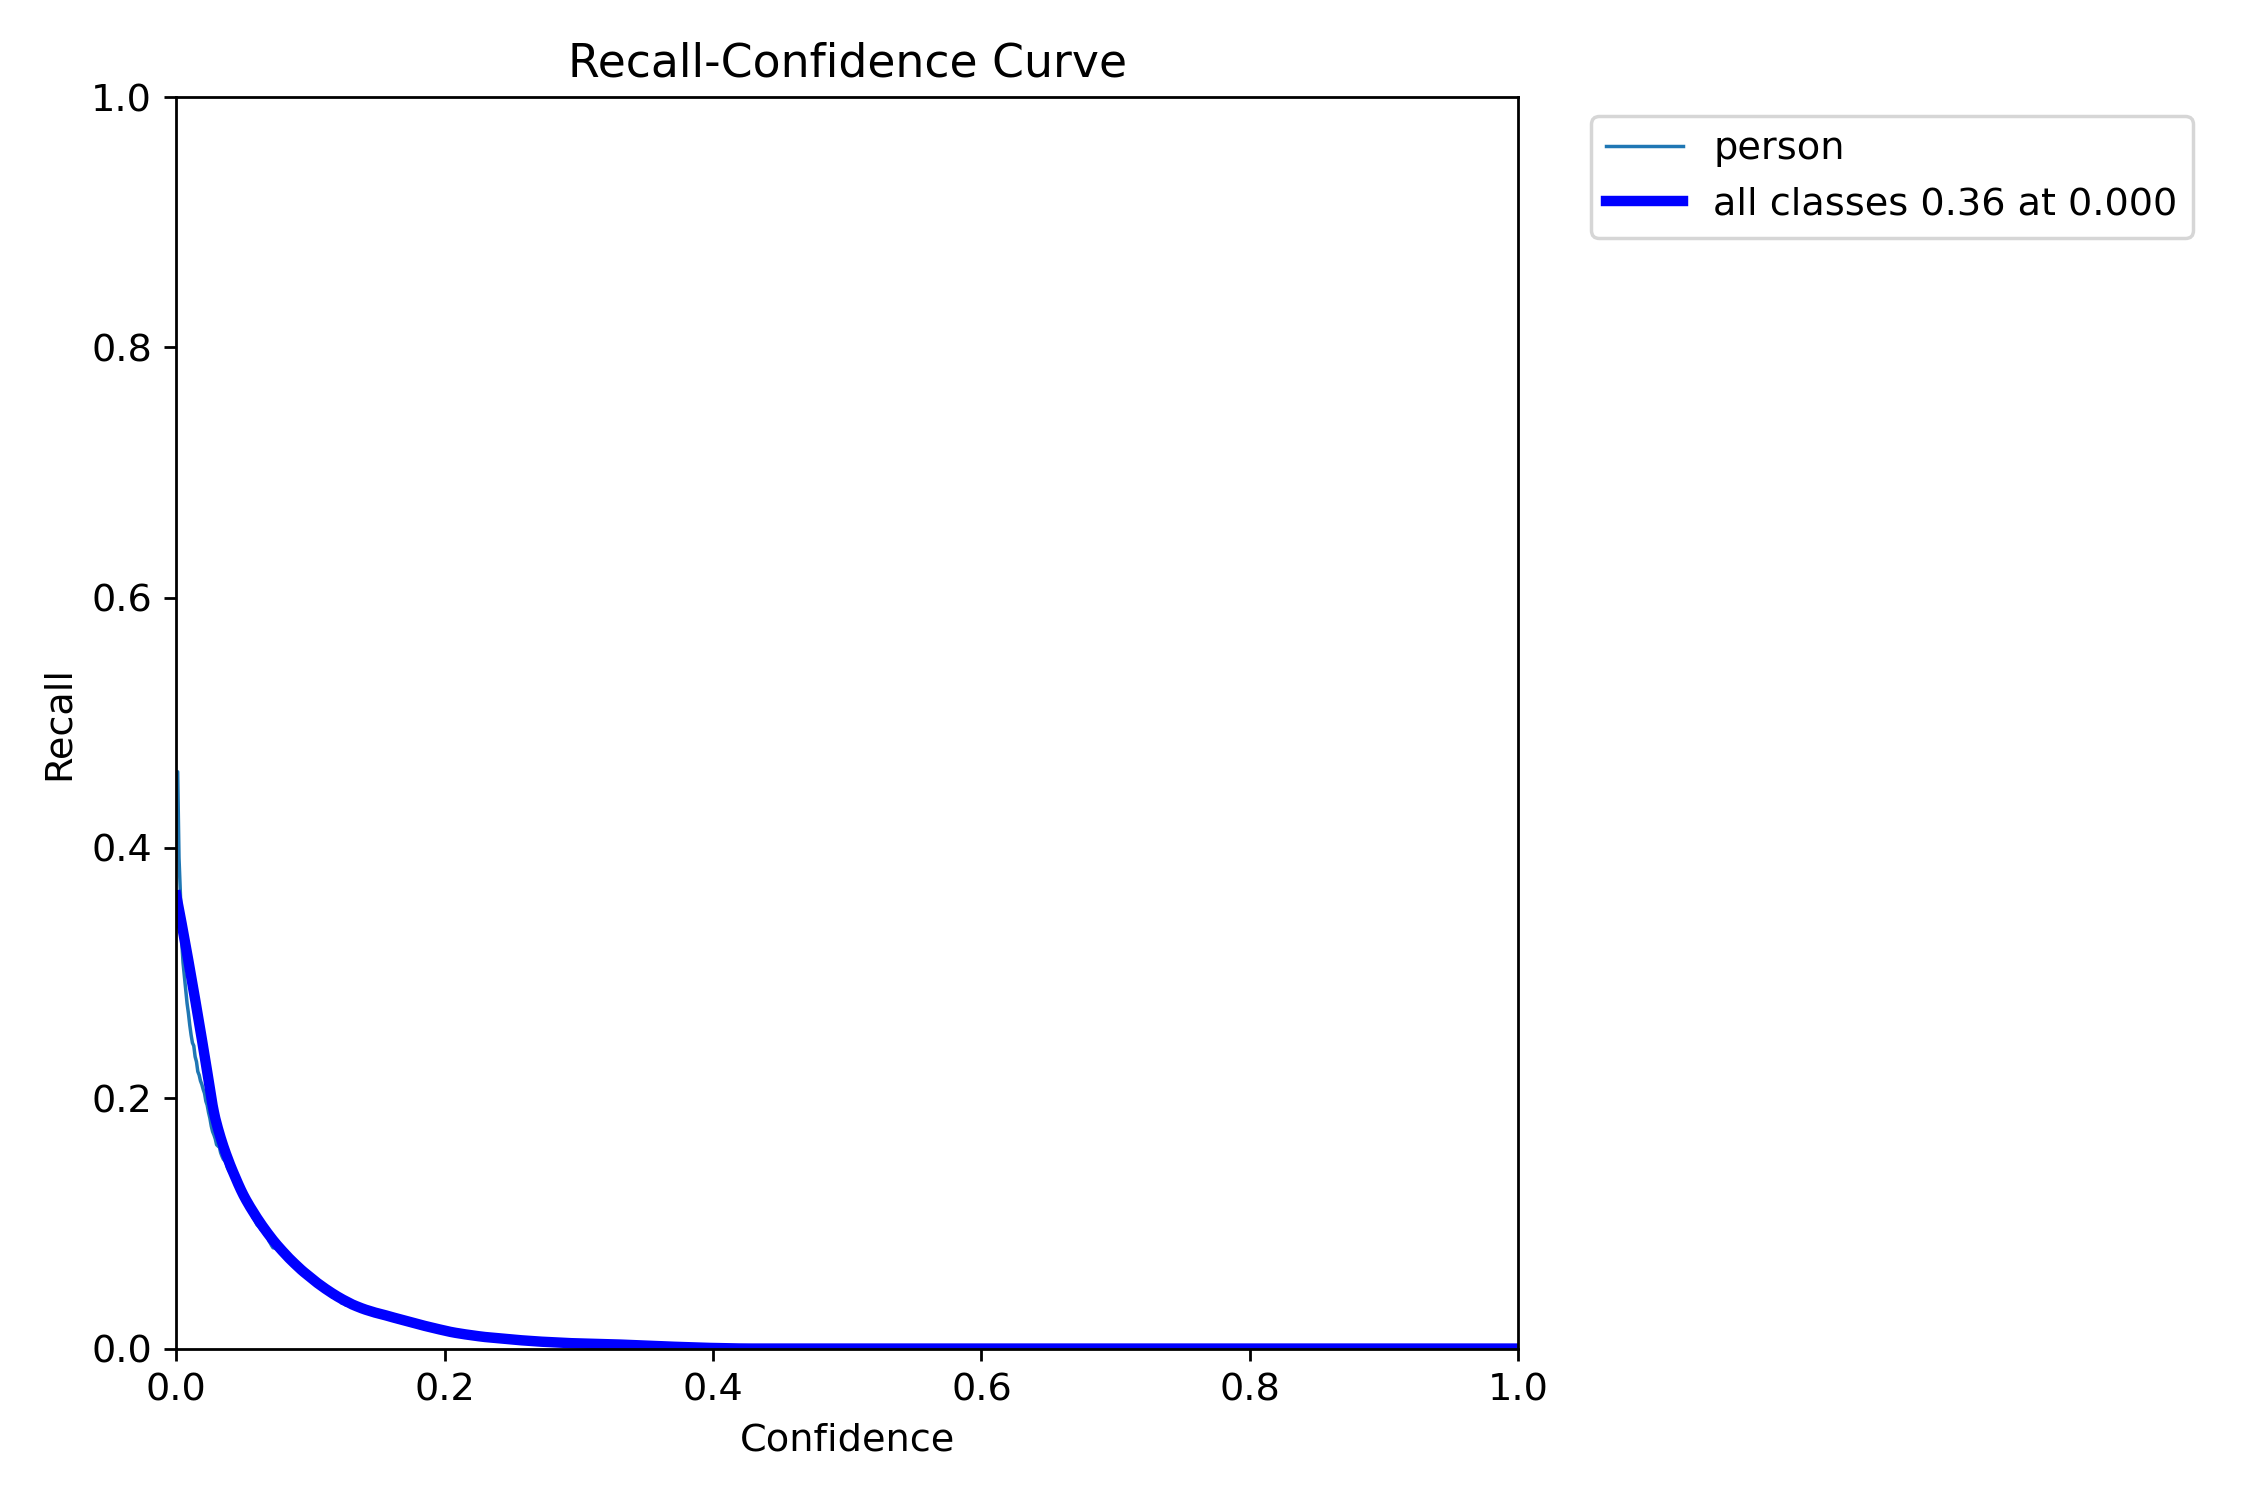 Recall-Confidence Curve
1.0
0.8
0.6
0.4
0.2
0.0
Recall
0.0 0.2 0.4 0.6 0.8 1.0
Confidence
person
all classes 0.36 at 0.000